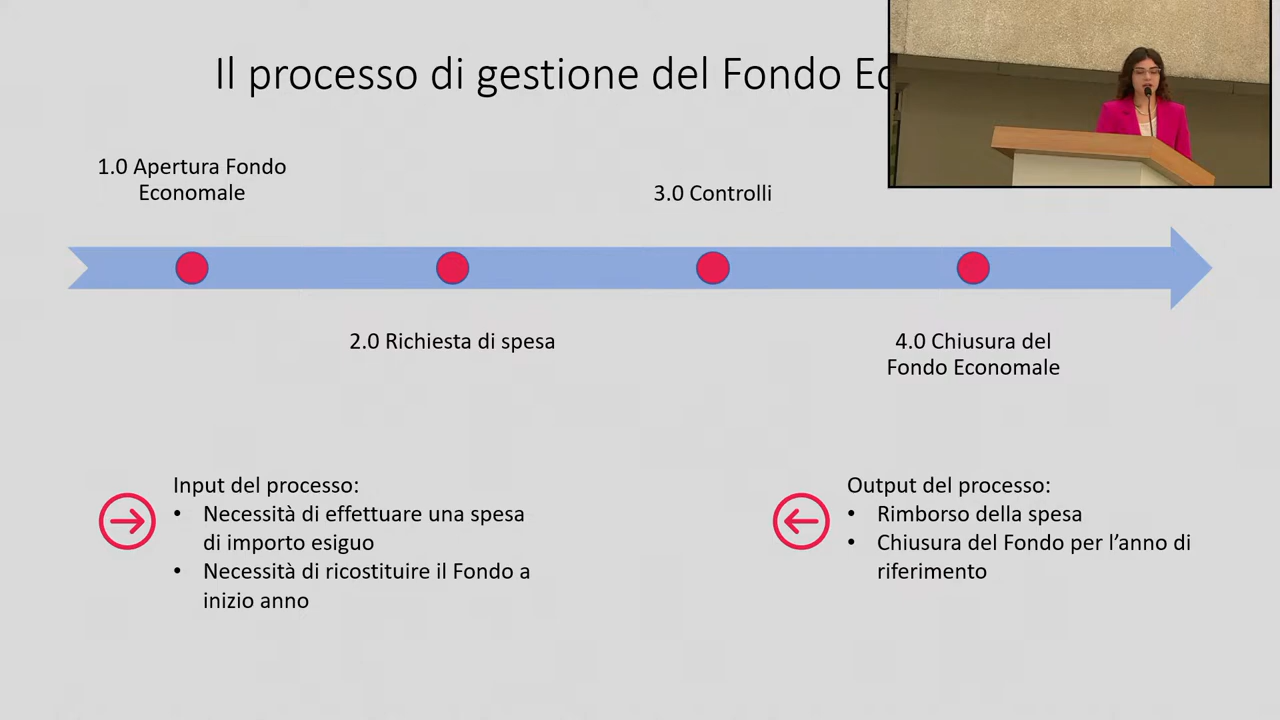 Il processo di gestione del Fondo
1.0 Apertura Fondo
Economale
3.0 Controlli
2.0 Richiesta di spesa
4.0 Chiusura del
Fondo Economale
Input del processo:
• Necessità di effettuare una spesa
di importo esiguo
• Necessità di ricostituire il Fondo a
inizio anno
Output del processo:
• Rimborso della spesa
• Chiusura del Fondo per l’anno di
riferimento